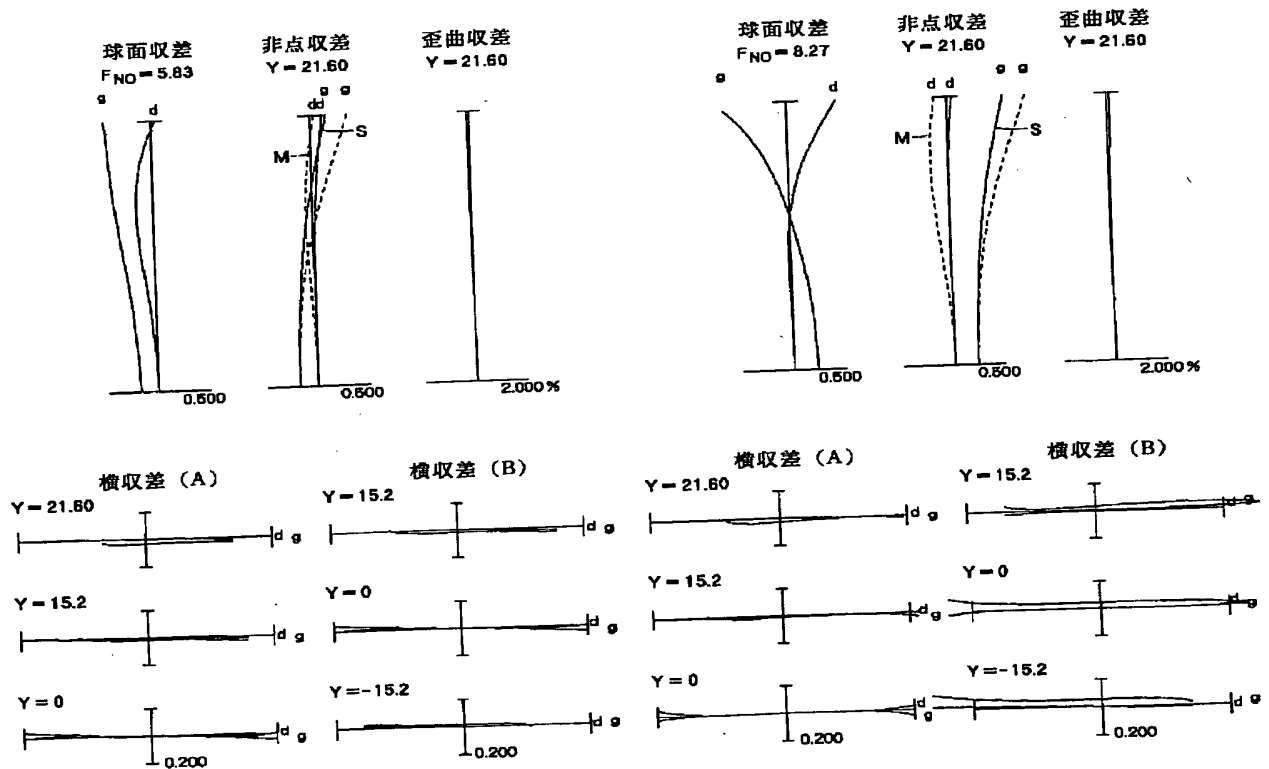 球面収差
FNO=5.83
g
d
0.500
非点収差
Y=21.60
d d g g
M
S
0.500
歪曲収差
Y=21.60
2.000%
球面収差
FNO=8.27
g
d
0.500
非点収差
Y=21.60
d d g g
M
S
0.500
歪曲収差
Y=21.60
2.000%
横収差 (A)
Y=21.60
d g
Y=15.2
d g
Y=0
d g
0.200
横収差 (B)
Y=15.2
d g
Y=0
d g
Y=-15.2
d g
0.200
横収差 (A)
Y=21.60
d g
Y=15.2
d g
Y=0
d g
0.200
横収差 (B)
Y=15.2
d g
Y=0
d g
Y=-15.2
d g
0.200